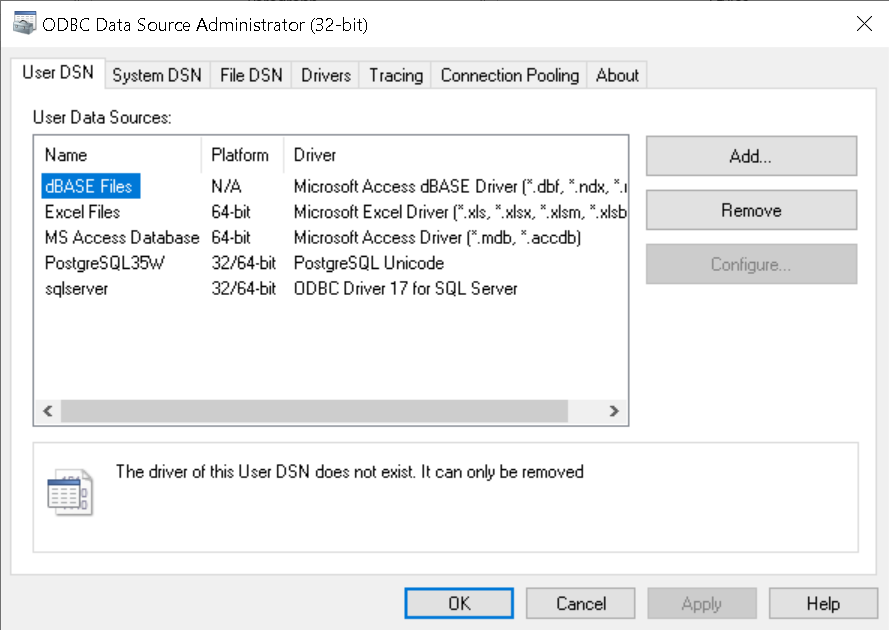 ODBC Data Source Administrator (32-bit)
User DSN System DSN File DSN Drivers Tracing Connection Pooling About
User Data Sources:
Name Platform Driver
dBASE Files N/A Microsoft Access dBASE Driver (*.dbf, *.ndx, *.
Excel Files 64-bit Microsoft Excel Driver (*.xls, *.xlsx, *.xlsm, *.xlsb
MS Access Database 64-bit Microsoft Access Driver (*.mdb, *.accdb)
PostgreSQL35W 32/64-bit PostgreSQL Unicode
sqlserver 32/64-bit ODBC Driver 17 for SQL Server
Add...
Remove
Configure...
The driver of this User DSN does not exist. It can only be removed
OK Cancel Apply Help